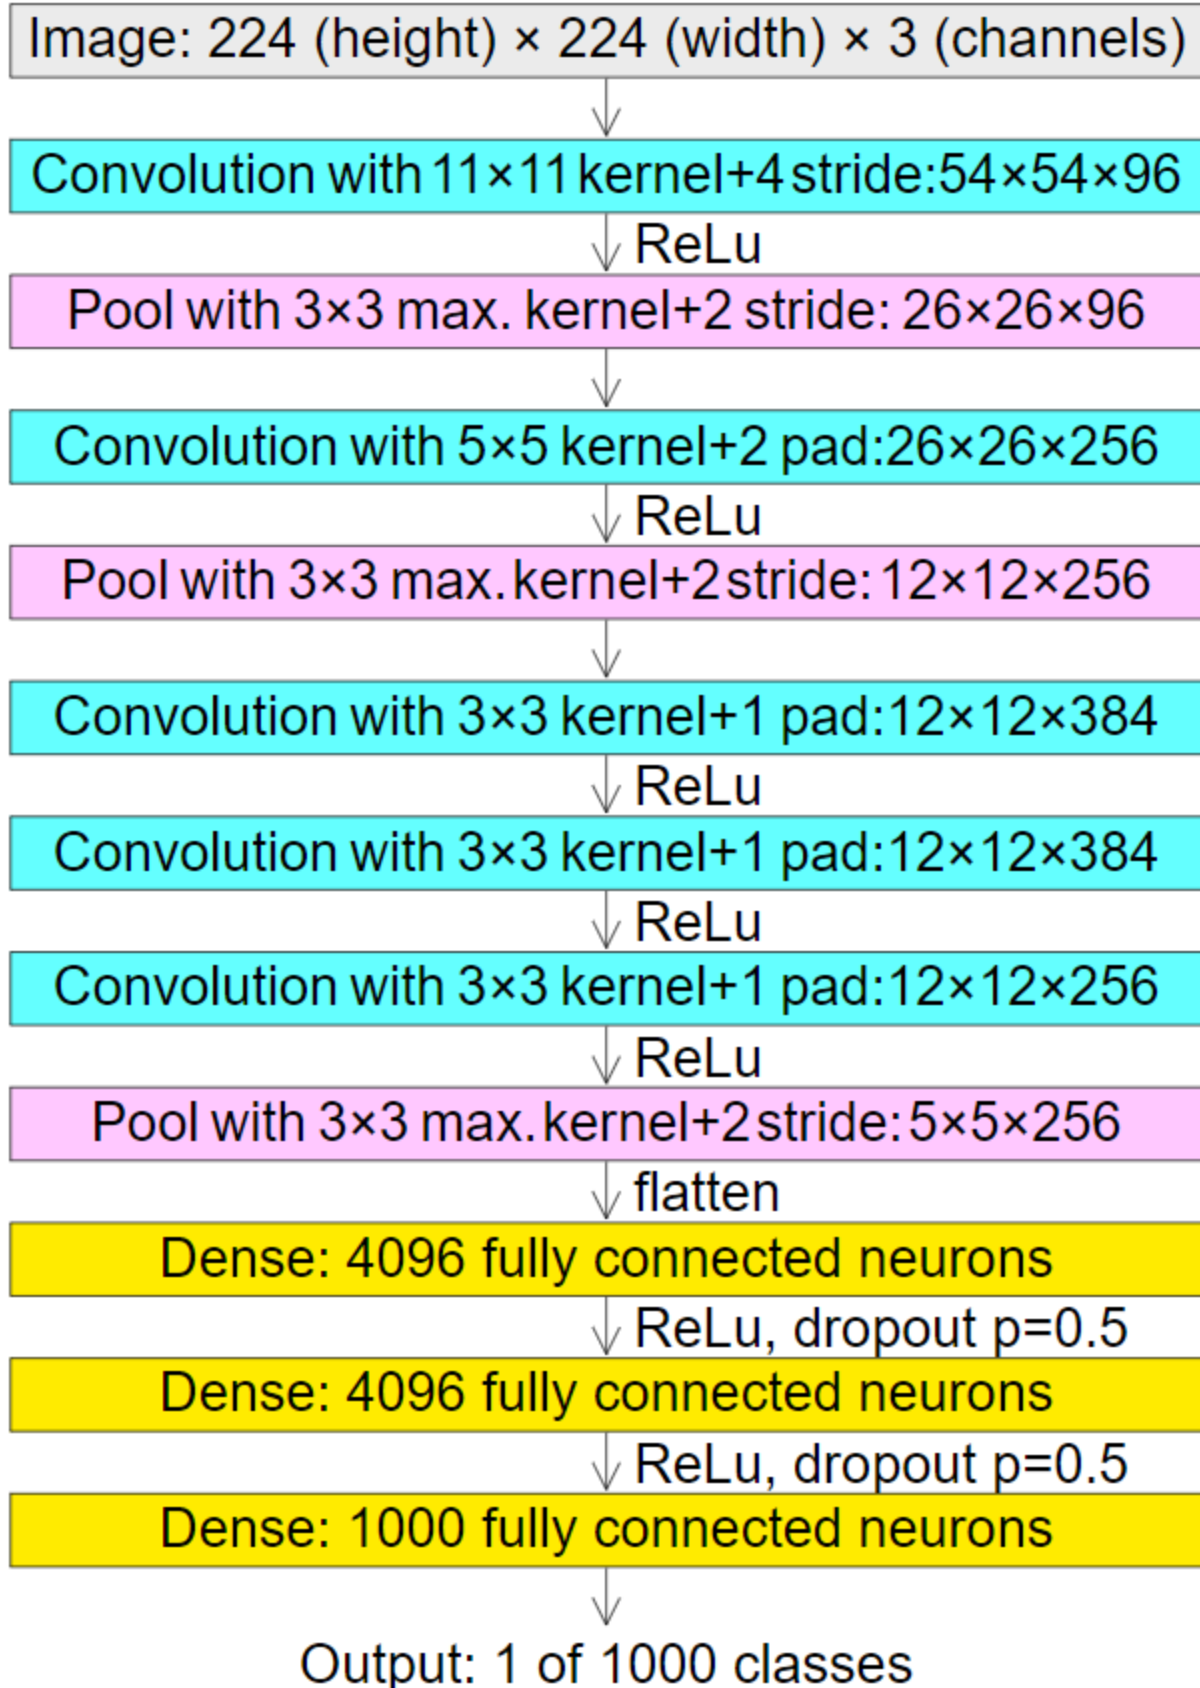 Image: 224 (height) × 224 (width) × 3 (channels)
Convolution with 11×11 kernel+4 stride:54×54×96
ReLu
Pool with 3×3 max. kernel+2 stride: 26×26×96
Convolution with 5×5 kernel+2 pad:26×26×256
ReLu
Pool with 3×3 max. kernel+2 stride: 12×12×256
Convolution with 3×3 kernel+1 pad:12×12×384
ReLu
Convolution with 3×3 kernel+1 pad:12×12×384
ReLu
Convolution with 3×3 kernel+1 pad:12×12×256
ReLu
Pool with 3×3 max. kernel+2 stride: 5×5×256
flatten
Dense: 4096 fully connected neurons
ReLu, dropout p=0.5
Dense: 4096 fully connected neurons
ReLu, dropout p=0.5
Dense: 1000 fully connected neurons
Output: 1 of 1000 classes